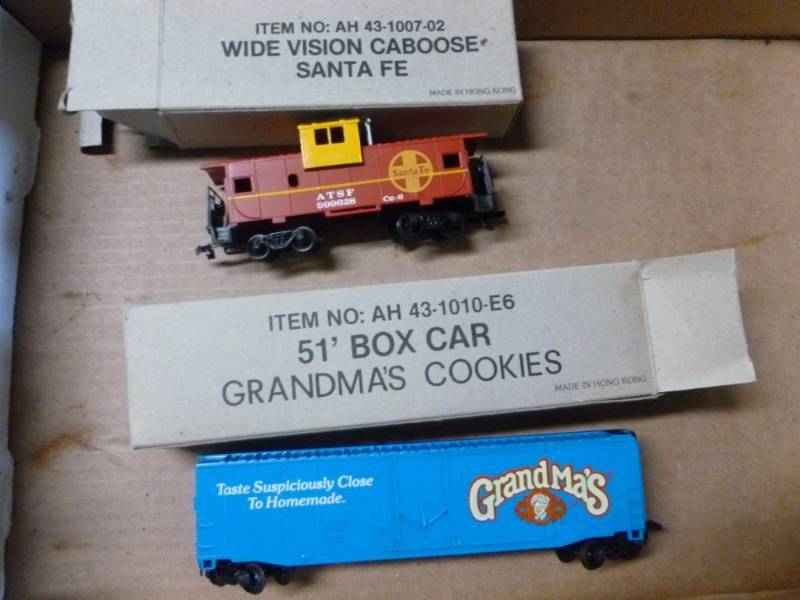 ITEM NO: AH 43-1007-02
WIDE VISION CABOOSE
SANTA FE
MADE IN HONG KONG
Santa Fe
ATSF
999628
CE-6
ITEM NO: AH 43-1010-E6
51' BOX CAR
GRANDMA'S COOKIES
MADE IN HONG KONG
Taste Suspiciously Close
To Homemade.
GrandMa's